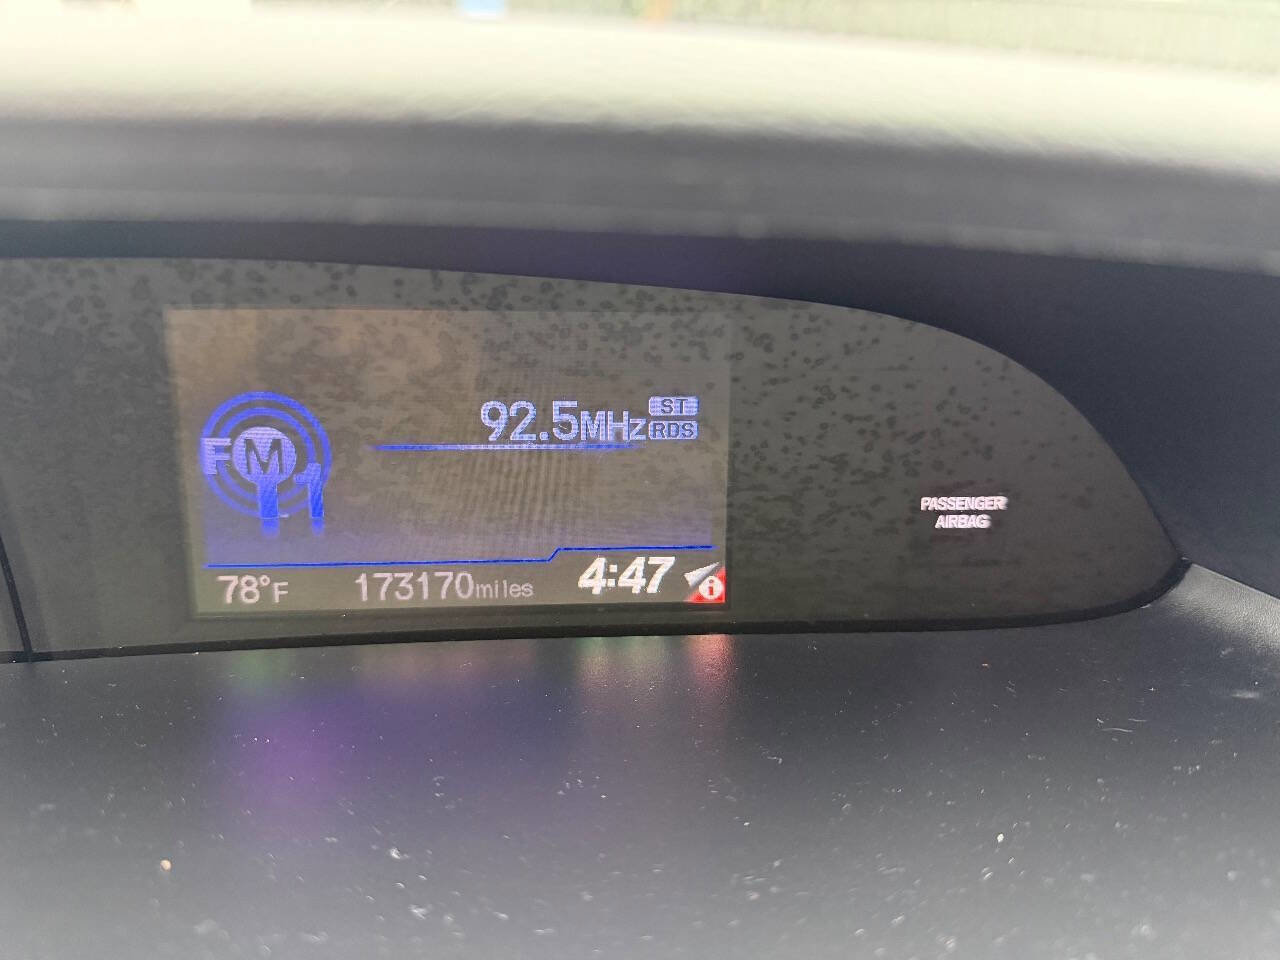 92.5MHz ST
RDS
FM1
78°F 173170miles 4:47 i
PASSENGER
AIRBAG